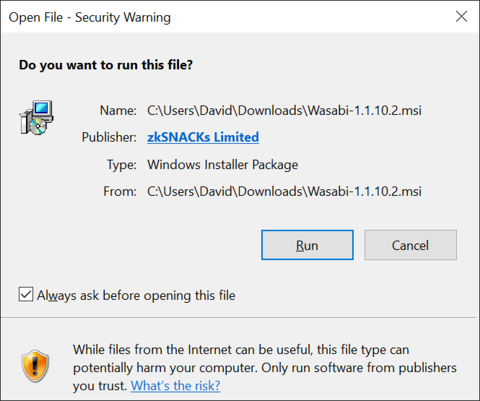 Open File - Security Warning
Do you want to run this file?
Name: C:\Users\David\Downloads\Wasabi-1.1.10.2.msi
Publisher: zkSNACKs Limited
Type: Windows Installer Package
From: C:\Users\David\Downloads\Wasabi-1.1.10.2.msi
Run Cancel
Always ask before opening this file
While files from the Internet can be useful, this file type can
potentially harm your computer. Only run software from publishers
you trust. What's the risk?